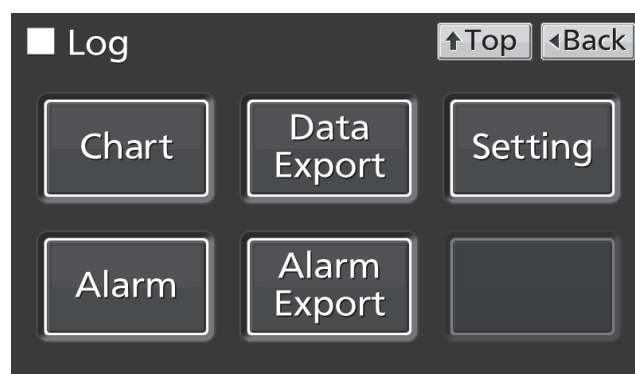 Log
↑Top
◂Back
Chart
Data
Export
Setting
Alarm
Alarm
Export